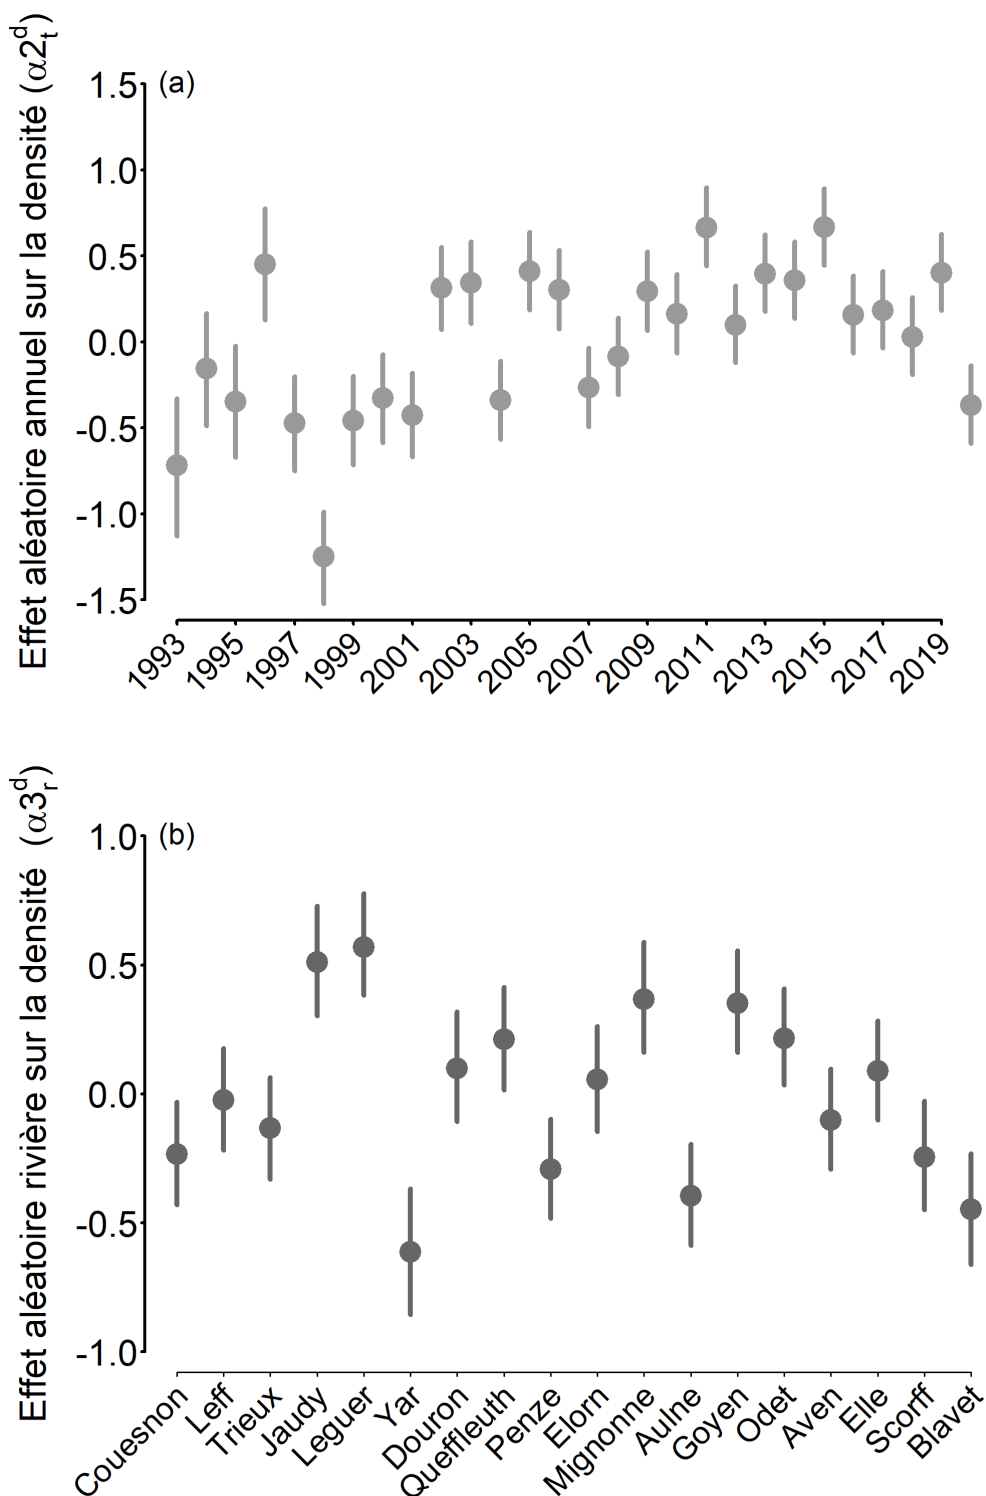 Effet aléatoire annuel sur la densité (α2ᵈₜ)
(a)
1.5
1.0
0.5
0.0
-0.5
-1.0
-1.5
1993
1995
1997
1999
2001
2003
2005
2007
2009
2011
2013
2015
2017
2019
Effet aléatoire rivière sur la densité (α3ᵈᵣ)
(b)
1.0
0.5
0.0
-0.5
-1.0
Couesnon
Leff
Trieux
Jaudy
Leguer
Yar
Douron
Queffleuth
Penze
Elorn
Mignonne
Aulne
Goyen
Odet
Aven
Elle
Scorff
Blavet